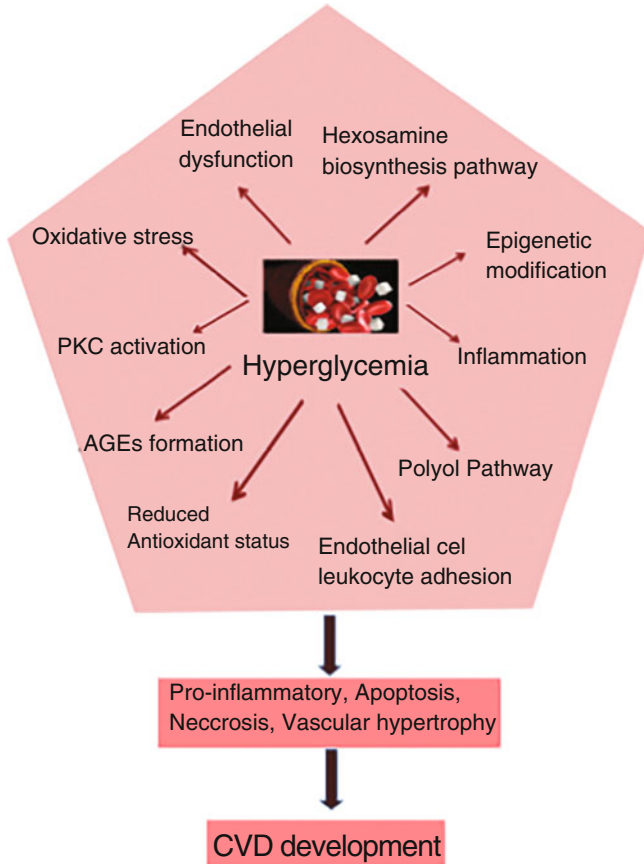 Endothelial
dysfunction
Hexosamine
biosynthesis pathway
Oxidative stress
Epigenetic
modification
PKC activation
Hyperglycemia
Inflammation
AGEs formation
Polyol Pathway
Reduced
Antioxidant status
Endothelial cel
leukocyte adhesion
Pro-inflammatory, Apoptosis,
Neccrosis, Vascular hypertrophy
CVD development